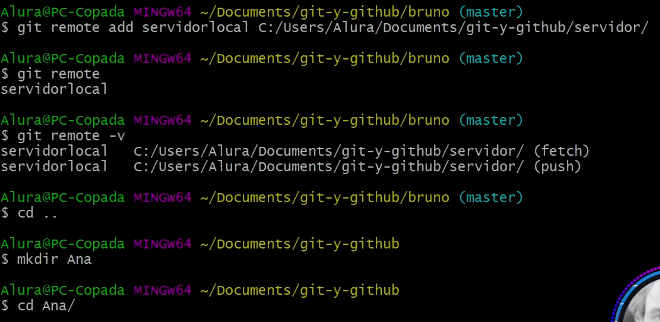 Alura@PC-Copada MINGW64 ~/Documents/git-y-github/bruno (master)
$ git remote add servidorlocal C:/Users/Alura/Documents/git-y-github/servidor/
Alura@PC-Copada MINGW64 ~/Documents/git-y-github/bruno (master)
$ git remote
servidorlocal
Alura@PC-Copada MINGW64 ~/Documents/git-y-github/bruno (master)
$ git remote -v
servidorlocal   C:/Users/Alura/Documents/git-y-github/servidor/ (fetch)
servidorlocal   C:/Users/Alura/Documents/git-y-github/servidor/ (push)
Alura@PC-Copada MINGW64 ~/Documents/git-y-github/bruno (master)
$ cd ..
Alura@PC-Copada MINGW64 ~/Documents/git-y-github
$ mkdir Ana
Alura@PC-Copada MINGW64 ~/Documents/git-y-github
$ cd Ana/